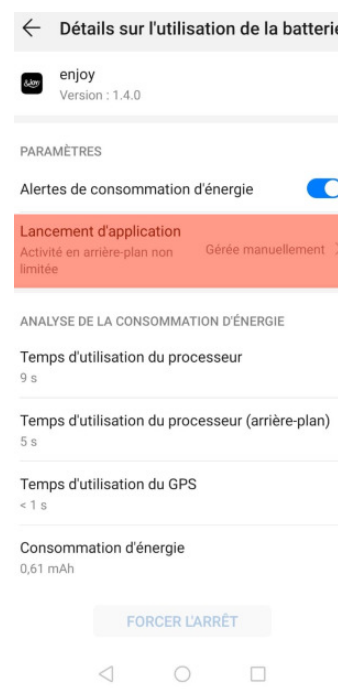 Détails sur l'utilisation de la batterie
enjoy
Version : 1.4.0
PARAMÈTRES
Alertes de consommation d'énergie
Lancement d'application
Activité en arrière-plan non
limitée
Gérée manuellement
ANALYSE DE LA CONSOMMATION D'ÉNERGIE
Temps d'utilisation du processeur
9 s
Temps d'utilisation du processeur (arrière-plan)
5 s
Temps d'utilisation du GPS
< 1 s
Consommation d'énergie
0,61 mAh
FORCER L'ARRÊT